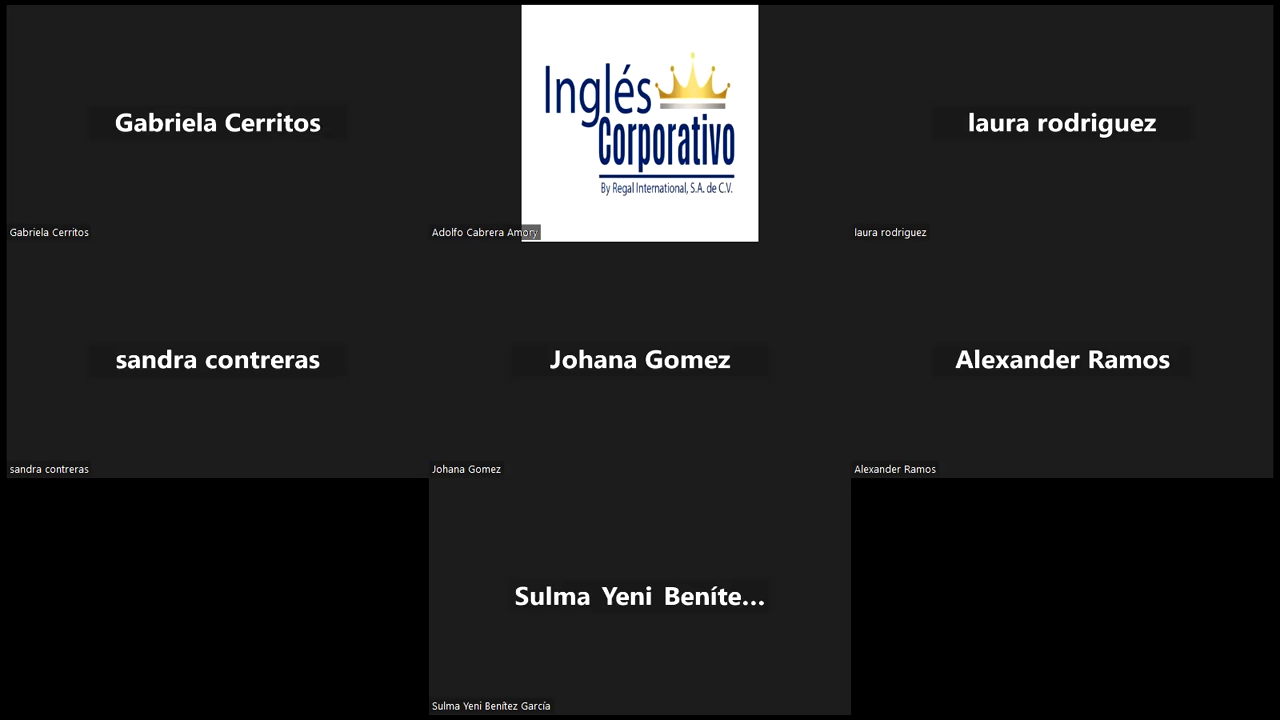 Gabriela Cerritos
Gabriela Cerritos
Inglés
Corporativo
By Regal International, S.A. de C.V.
Adolfo Cabrera Amory
laura rodriguez
laura rodriguez
sandra contreras
sandra contreras
Johana Gomez
Johana Gomez
Alexander Ramos
Alexander Ramos
Sulma Yeni Beníte...
Sulma Yeni Benítez García